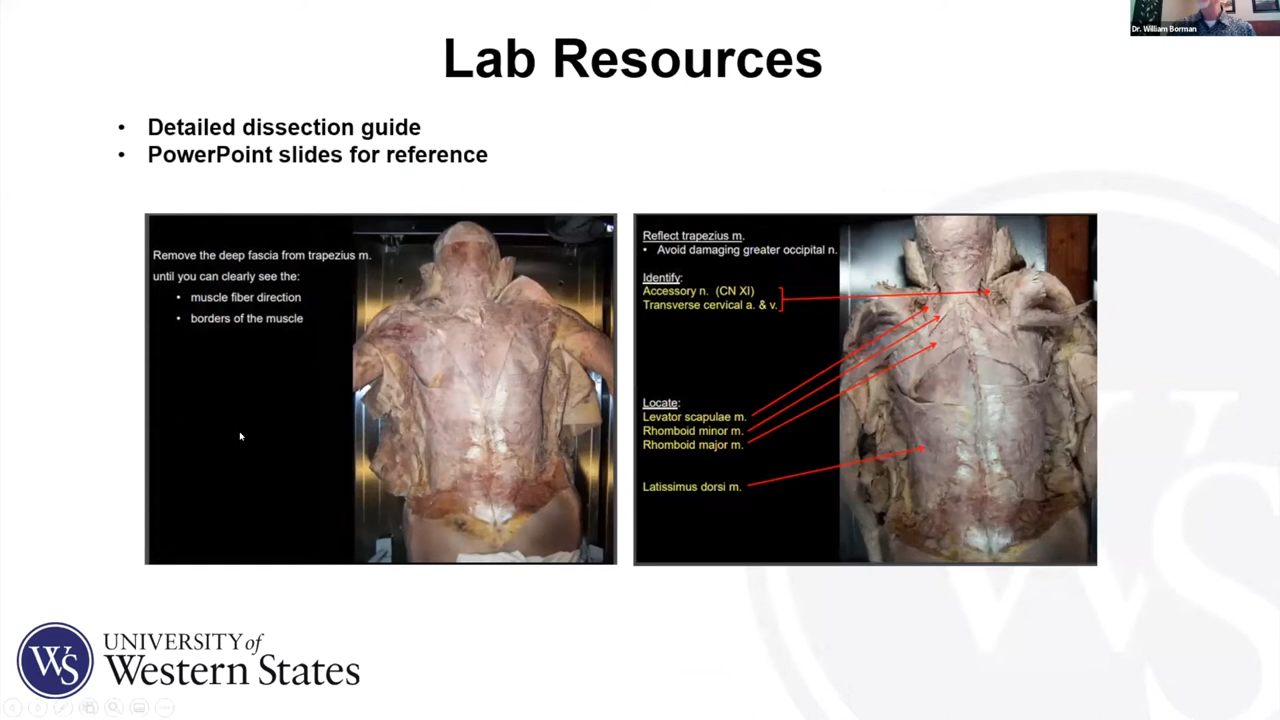 Dr. William Borman
Lab Resources
• Detailed dissection guide
• PowerPoint slides for reference
Remove the deep fascia from trapezius m.
until you can clearly see the:
• muscle fiber direction
• borders of the muscle
Reflect trapezius m.
• Avoid damaging greater occipital n.
Identify:
Accessory n. (CN XI)
Transverse cervical a. & v.
Locate:
Levator scapulae m.
Rhomboid minor m.
Rhomboid major m.
Latissimus dorsi m.
WS
UNIVERSITY of
Western States